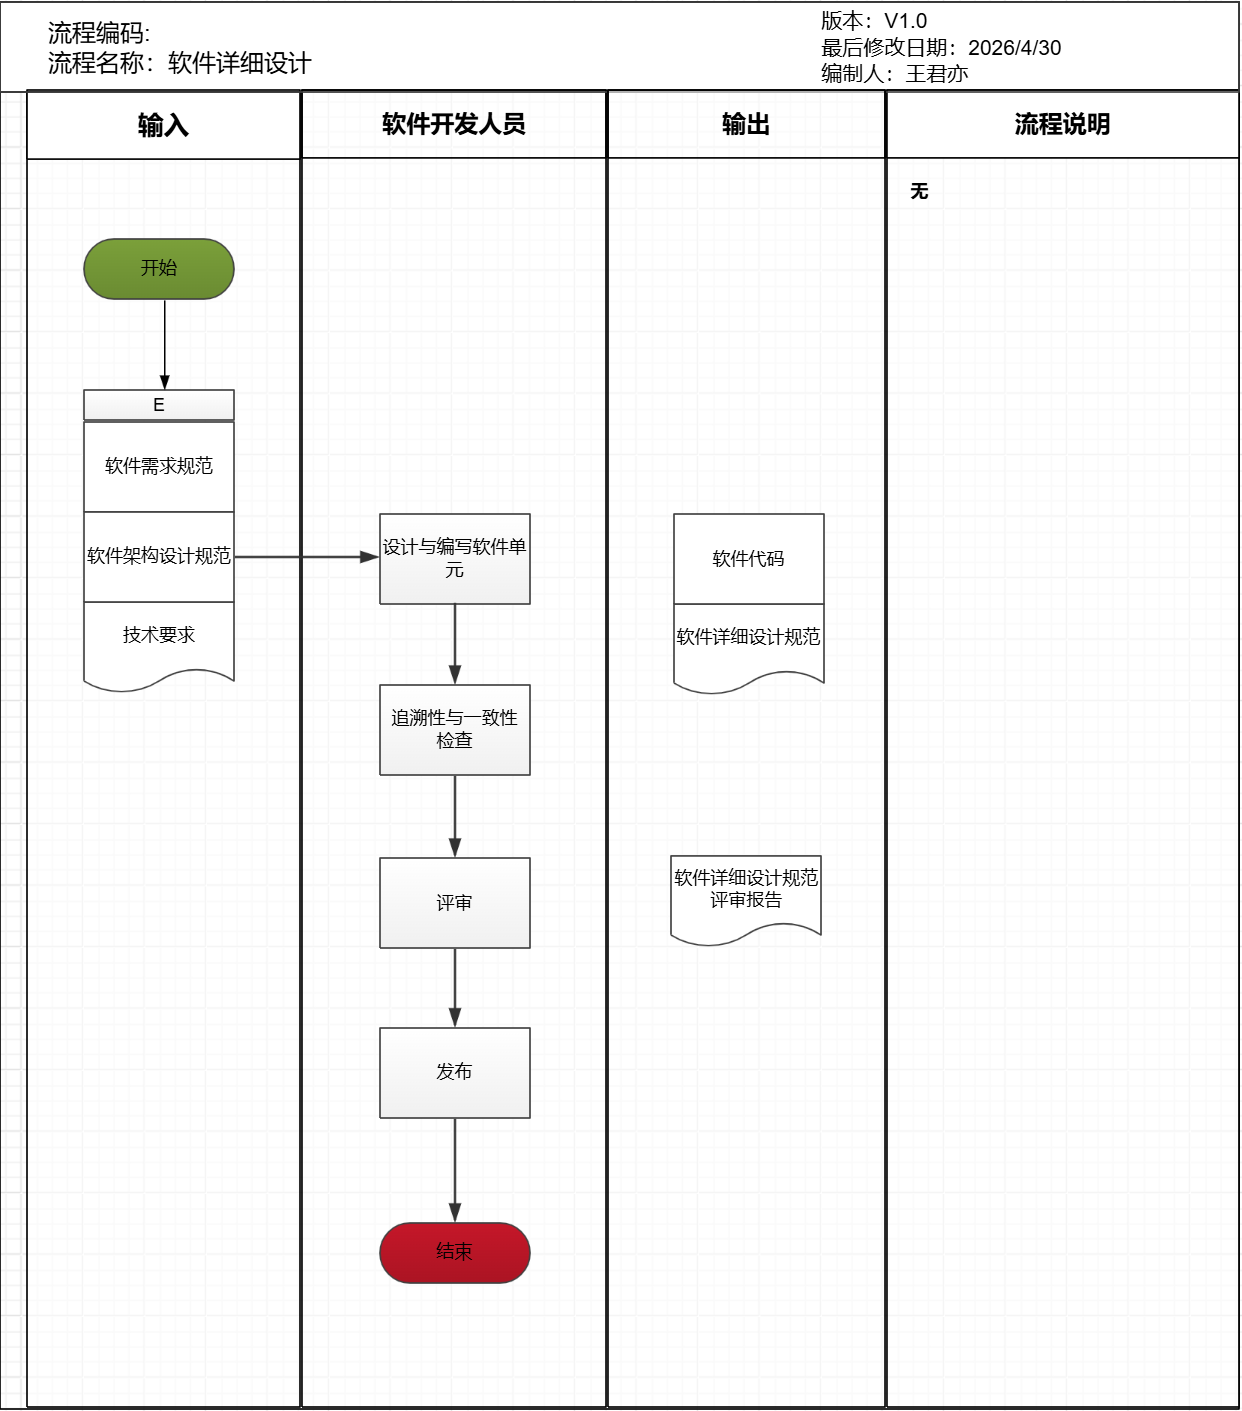 流程编码:
流程名称：软件详细设计
版本：V1.0
最后修改日期：2026/4/30
编制人：王君亦
输入
软件开发人员
输出
流程说明
无
开始
E
软件需求规范
软件架构设计规范
技术要求
设计与编写软件单
元
追溯性与一致性
检查
评审
发布
结束
软件代码
软件详细设计规范
软件详细设计规范
评审报告